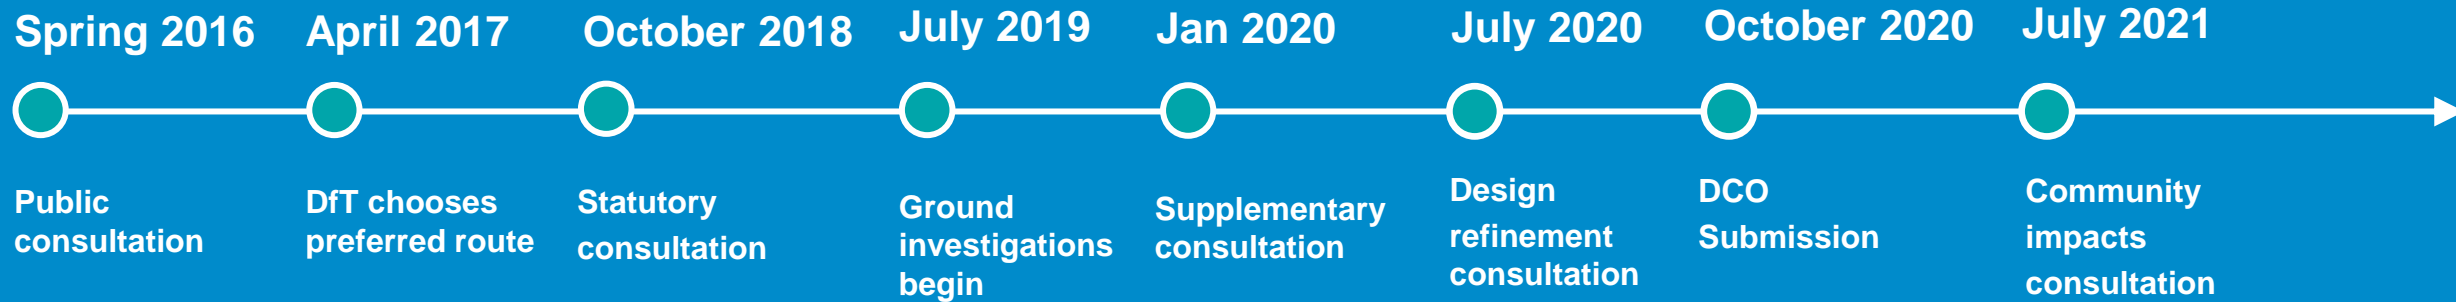 Spring 2016
April 2017
October 2018
July 2019
Jan 2020
July 2020
October 2020
July 2021
Public
consultation
DfT chooses
preferred route
Statutory
consultation
Ground
investigations
begin
Supplementary
consultation
Design
refinement
consultation
DCO
Submission
Community
impacts
consultation